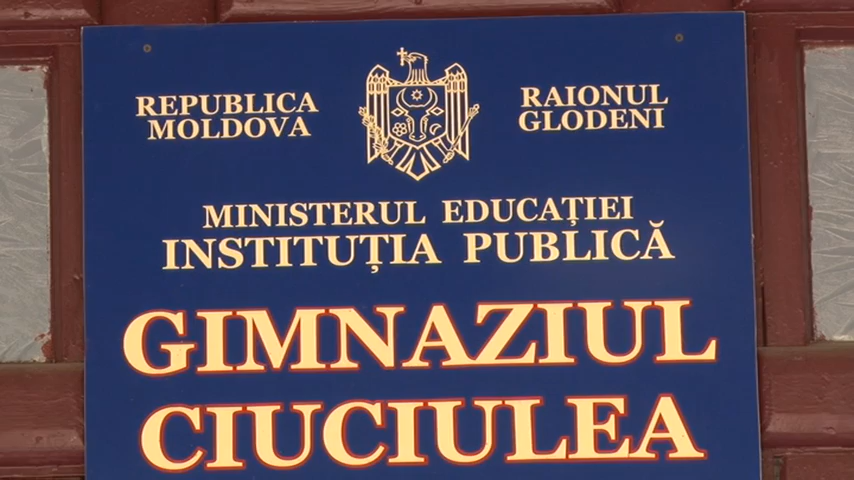 REPUBLICA
MOLDOVA
RAIONUL
GLODENI
MINISTERUL EDUCAȚIEI
INSTITUȚIA PUBLICĂ
GIMNAZIUL
CIUCIULEA